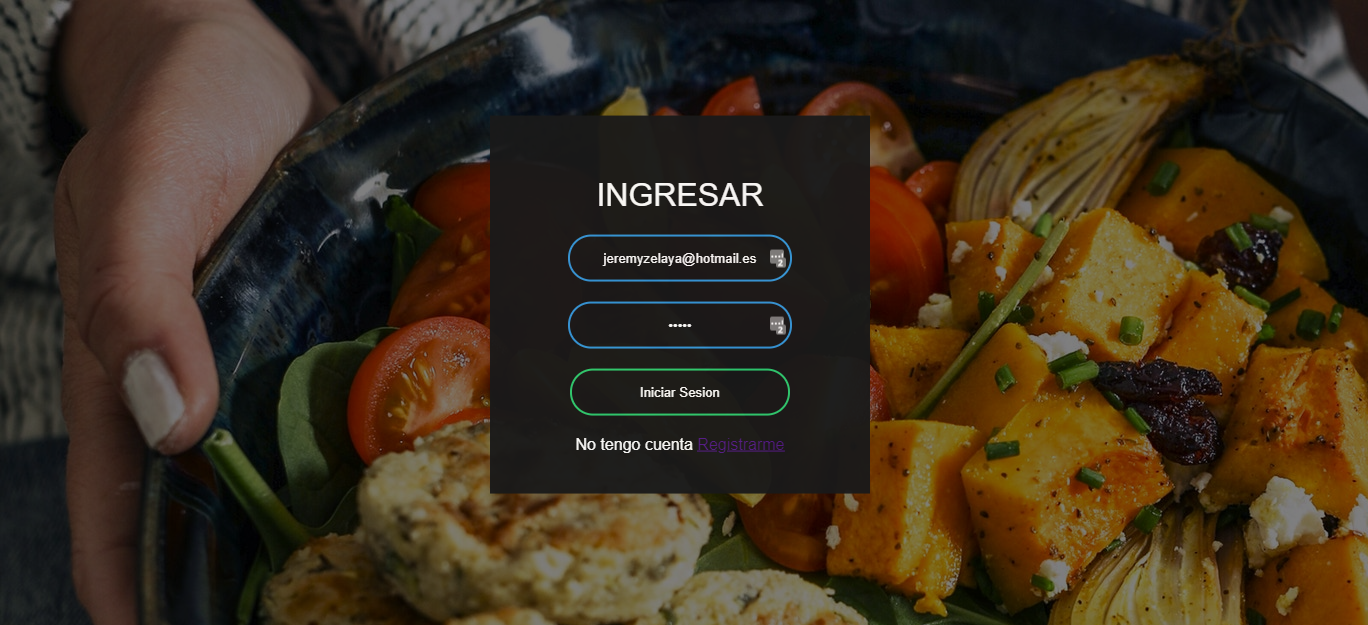 INGRESAR
jeremyzelaya@hotmail.es
•••••
Iniciar Sesion
No tengo cuenta Registrarme